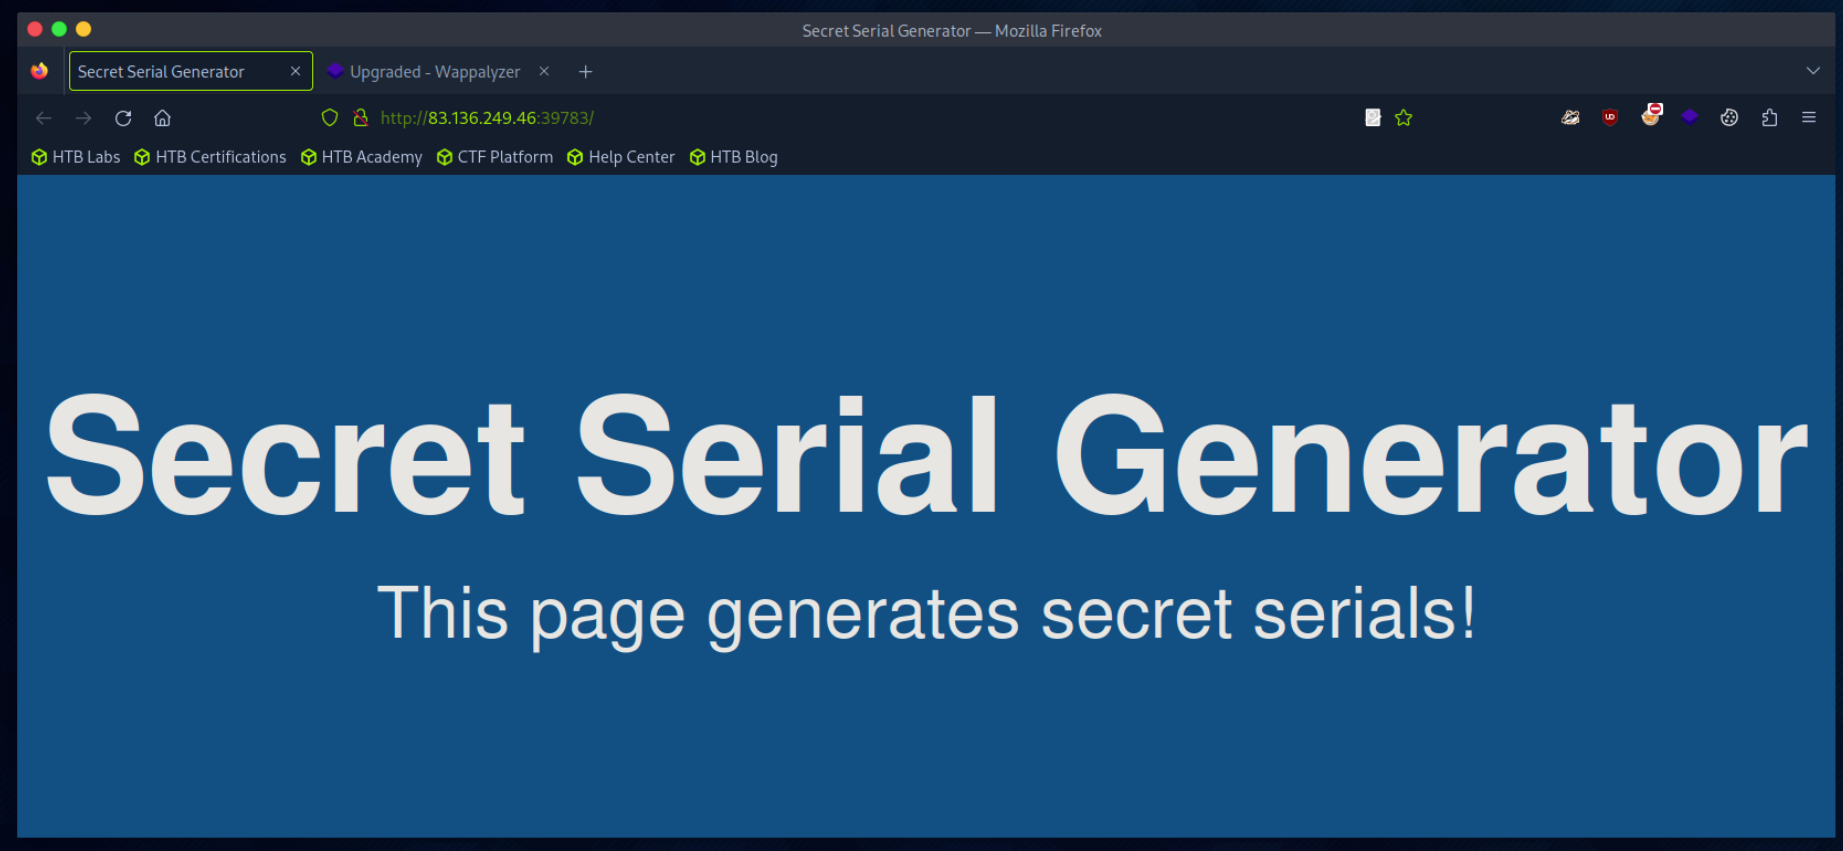 Secret Serial Generator — Mozilla Firefox
Secret Serial Generator
Upgraded - Wappalyzer
http://83.136.249.46:39783/
HTB Labs HTB Certifications HTB Academy CTF Platform Help Center HTB Blog
Secret Serial Generator
This page generates secret serials!